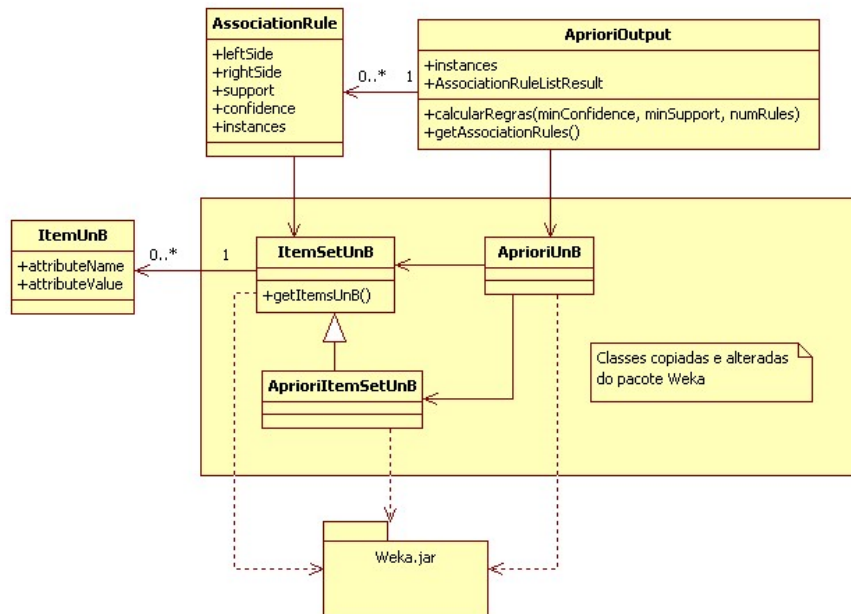 AssociationRule
+leftSide
+rightSide
+support
+confidence
+instances
0..*
1
AprioriOutput
+instances
+AssociationRuleListResult
+calcularRegras(minConfidence, minSupport, numRules)
+getAssociationRules()
ItemUnB
+attributeName
+attributeValue
0..*
1
ItemSetUnB
+getItemsUnB()
AprioriUnB
AprioriItemSetUnB
Classes copiadas e alteradas
do pacote Weka
Weka.jar